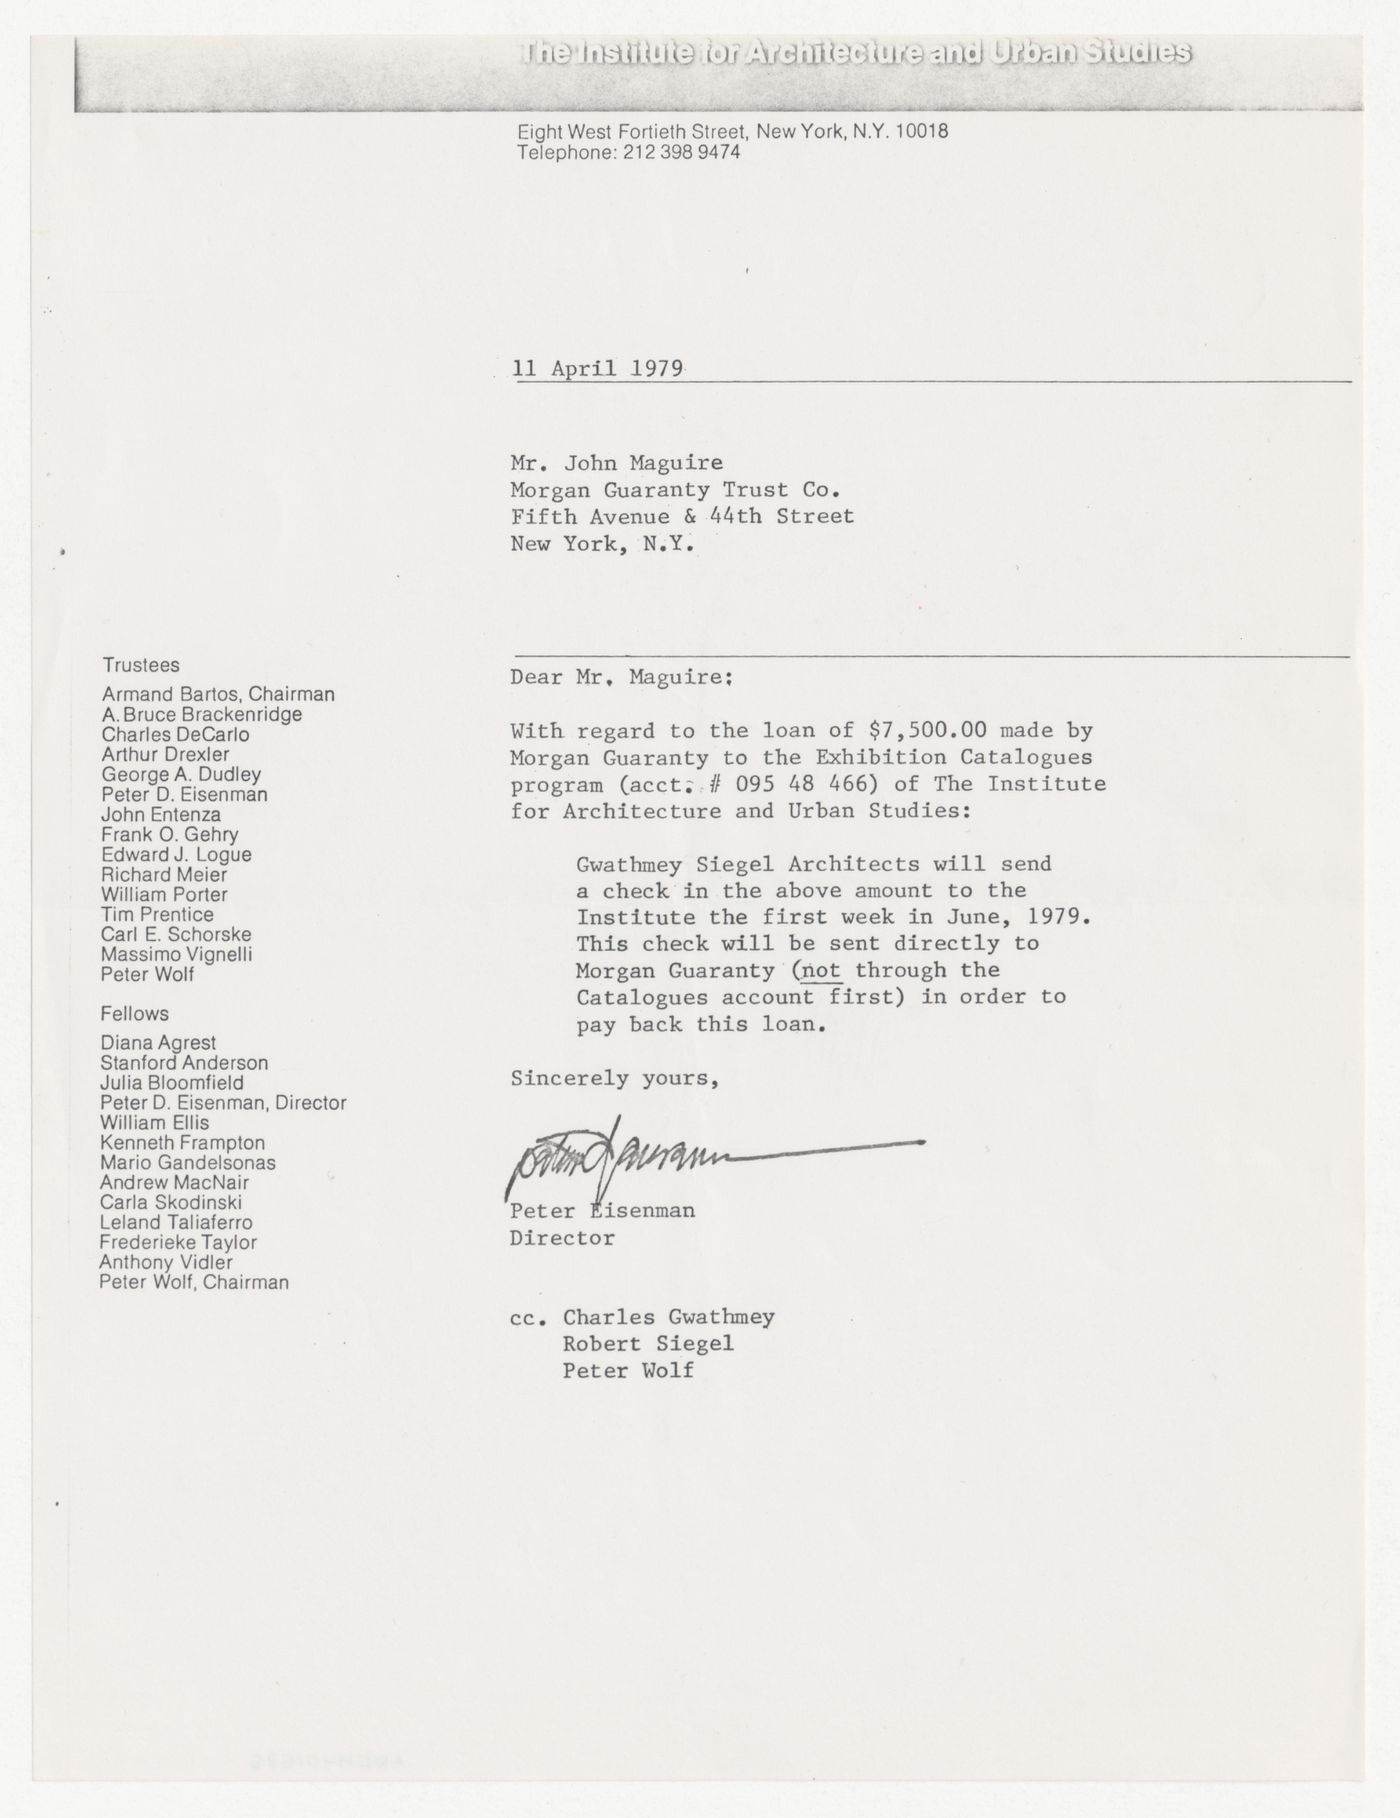 The Institute for Architecture and Urban Studies
Eight West Fortieth Street, New York, N.Y. 10018
Telephone: 212 398 9474
11 April 1979
Mr. John Maguire
Morgan Guaranty Trust Co.
Fifth Avenue & 44th Street
New York, N.Y.
Trustees
Armand Bartos, Chairman
A. Bruce Brackenridge
Charles DeCarlo
Arthur Drexler
George A. Dudley
Peter D. Eisenman
John Entenza
Frank O. Gehry
Edward J. Logue
Richard Meier
William Porter
Tim Prentice
Carl E. Schorske
Massimo Vignelli
Peter Wolf
Fellows
Diana Agrest
Stanford Anderson
Julia Bloomfield
Peter D. Eisenman, Director
William Ellis
Kenneth Frampton
Mario Gandelsonas
Andrew MacNair
Carla Skodinski
Leland Taliaferro
Frederieke Taylor
Anthony Vidler
Peter Wolf, Chairman
Dear Mr. Maguire:
With regard to the loan of $7,500.00 made by
Morgan Guaranty to the Exhibition Catalogues
program (acct. # 095 48 466) of The Institute
for Architecture and Urban Studies:
Gwathmey Siegel Architects will send
a check in the above amount to the
Institute the first week in June, 1979.
This check will be sent directly to
Morgan Guaranty (not through the
Catalogues account first) in order to
pay back this loan.
Sincerely yours,
Peter Eisenman
Director
cc. Charles Gwathmey
Robert Siegel
Peter Wolf